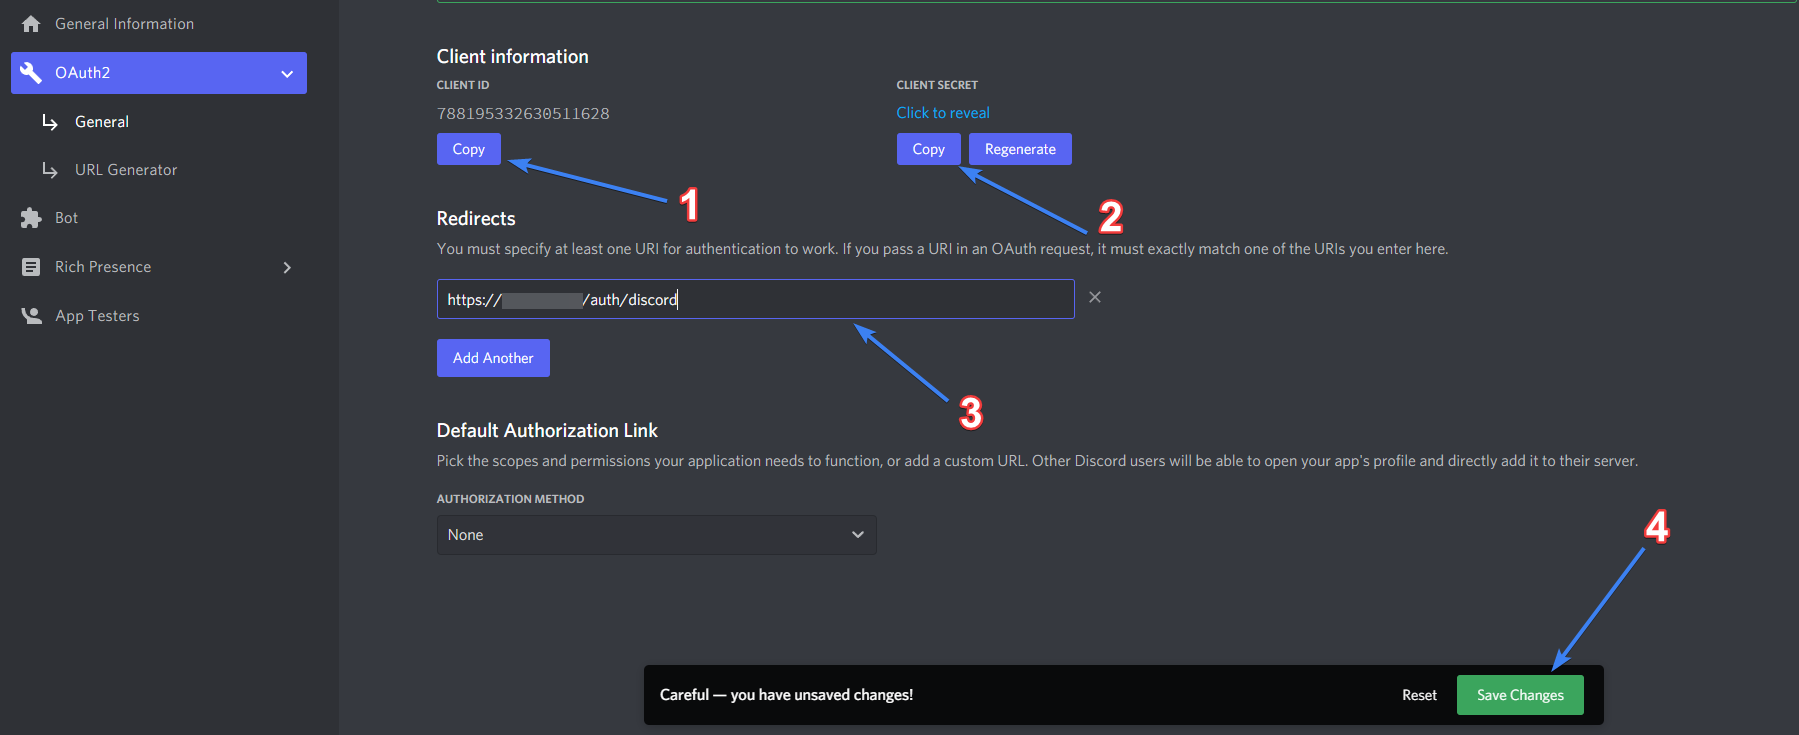 General Information
OAuth2
General
URL Generator
Bot
Rich Presence
App Testers
Client information
CLIENT ID
788195332630511628
Copy
CLIENT SECRET
Click to reveal
Copy
Regenerate
1
2
Redirects
You must specify at least one URI for authentication to work. If you pass a URI in an OAuth request, it must exactly match one of the URIs you enter here.
https:// /auth/discord
Add Another
3
Default Authorization Link
Pick the scopes and permissions your application needs to function, or add a custom URL. Other Discord users will be able to open your app's profile and directly add it to their server.
AUTHORIZATION METHOD
None
4
Careful — you have unsaved changes!
Reset
Save Changes